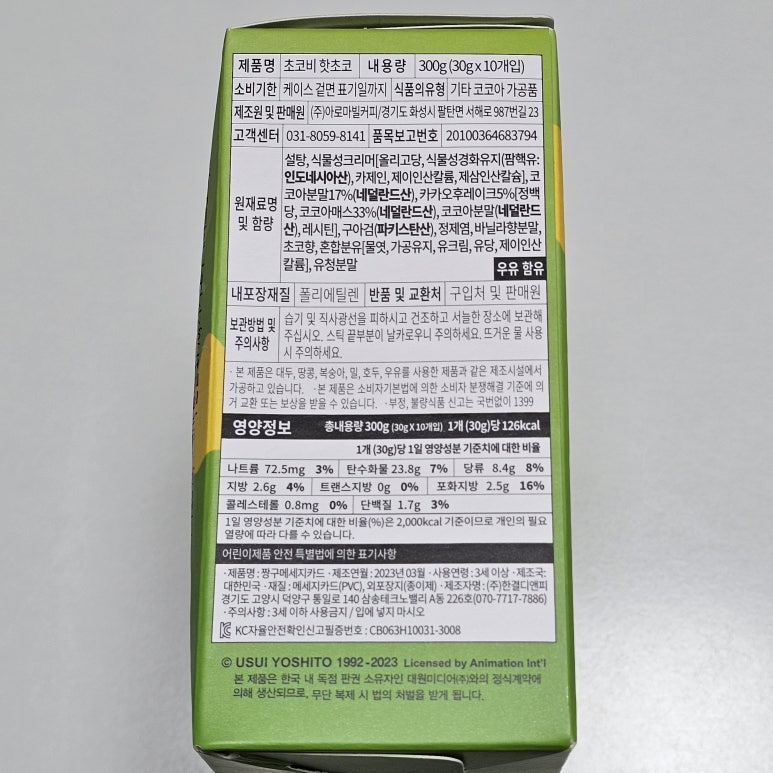 제품명 초코비 핫초코 내용량 300g (30g x 10개입)
소비기한 케이스 겉면 표기일까지 식품의유형 기타 코코아 가공품
제조원 및 판매원 (주)아로마빌커피/경기도 화성시 팔탄면 서해로 987번길 23
고객센터 031-8059-8141 품목보고번호 20100364683794
원재료명 및 함량
설탕, 식물성크리머[올리고당, 식물성경화유지(팜핵유:
인도네시아산), 카제인, 제이인산칼륨, 제삼인산칼슘], 코
코아분말17%(네덜란드산), 카카오후레이크5%[정백
당, 코코아매스33%(네덜란드산), 코코아분말(네덜란드
산), 레시틴], 구아검(파키스탄산), 정제염, 바닐라향분말,
초코향, 혼합분유[물엿, 가공유지, 유크림, 유당, 제이인산
칼륨], 유청분말
우유 함유
내포장재질 폴리에틸렌 반품 및 교환처 구입처 및 판매원
보관방법 및 주의사항
습기 및 직사광선을 피하시고 건조하고 서늘한 장소에 보관해
주십시오. 스틱 끝부분이 날카로우니 주의하세요. 뜨거운 물 사용
시 주의하세요.
· 본 제품은 대두, 땅콩, 복숭아, 밀, 호두, 우유를 사용한 제품과 같은 제조시설에서
가공하고 있습니다. ·본 제품은 소비자기본법에 의한 소비자 분쟁해결 기준에 의
거 교환 또는 보상을 받을 수 있습니다. ·부정, 불량식품 신고는 국번없이 1399
영양정보 총내용량 300g (30g X 10개입) 1개 (30g)당 126kcal
1개 (30g)당 1일 영양성분 기준치에 대한 비율
나트륨 72.5mg 3% 탄수화물 23.8g 7% 당류 8.4g 8%
지방 2.6g 4% 트랜스지방 0g 0% 포화지방 2.5g 16%
콜레스테롤 0.8mg 0% 단백질 1.7g 3%
1일 영양성분 기준치에 대한 비율(%)은 2,000kcal 기준이므로 개인의 필요
열량에 따라 다를 수 있습니다.
어린이제품 안전 특별법에 의한 표기사항
·제품명 : 짱구메세지카드 ·제조연월 : 2023년 03월 ·사용연령 : 3세 이상 ·제조국:
대한민국 ·재질 : 메세지카드(PVC), 외포장지(종이제) ·제조자명 : (주)한결디엔피
경기도 고양시 덕양구 통일로 140 삼송테크노밸리 A동 226호(070-7717-7886)
·주의사항 : 3세 이하 사용금지 / 입에 넣지 마시오
KC자율안전확인신고필증번호 : CB063H10031-3008
© USUI YOSHITO 1992-2023 Licensed by Animation Int'l
본 제품은 한국 내 독점 판권 소유자인 대원미디어㈜와의 정식계약에
의해 생산되므로, 무단 복제 시 법의 처벌을 받게 됩니다.